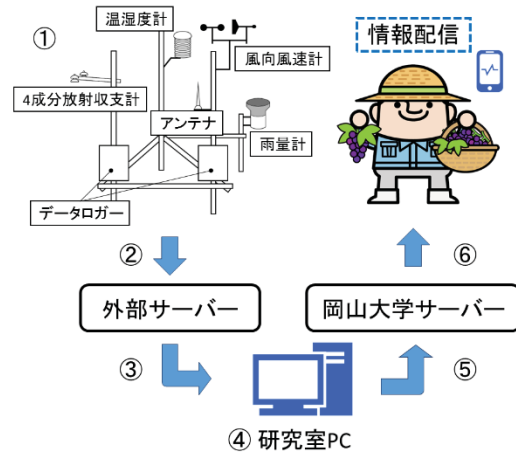 ①
温湿度計
風向風速計
4成分放射収支計
アンテナ
雨量計
データロガー
情報配信
②
⑥
外部サーバー
岡山大学サーバー
③
⑤
④ 研究室PC